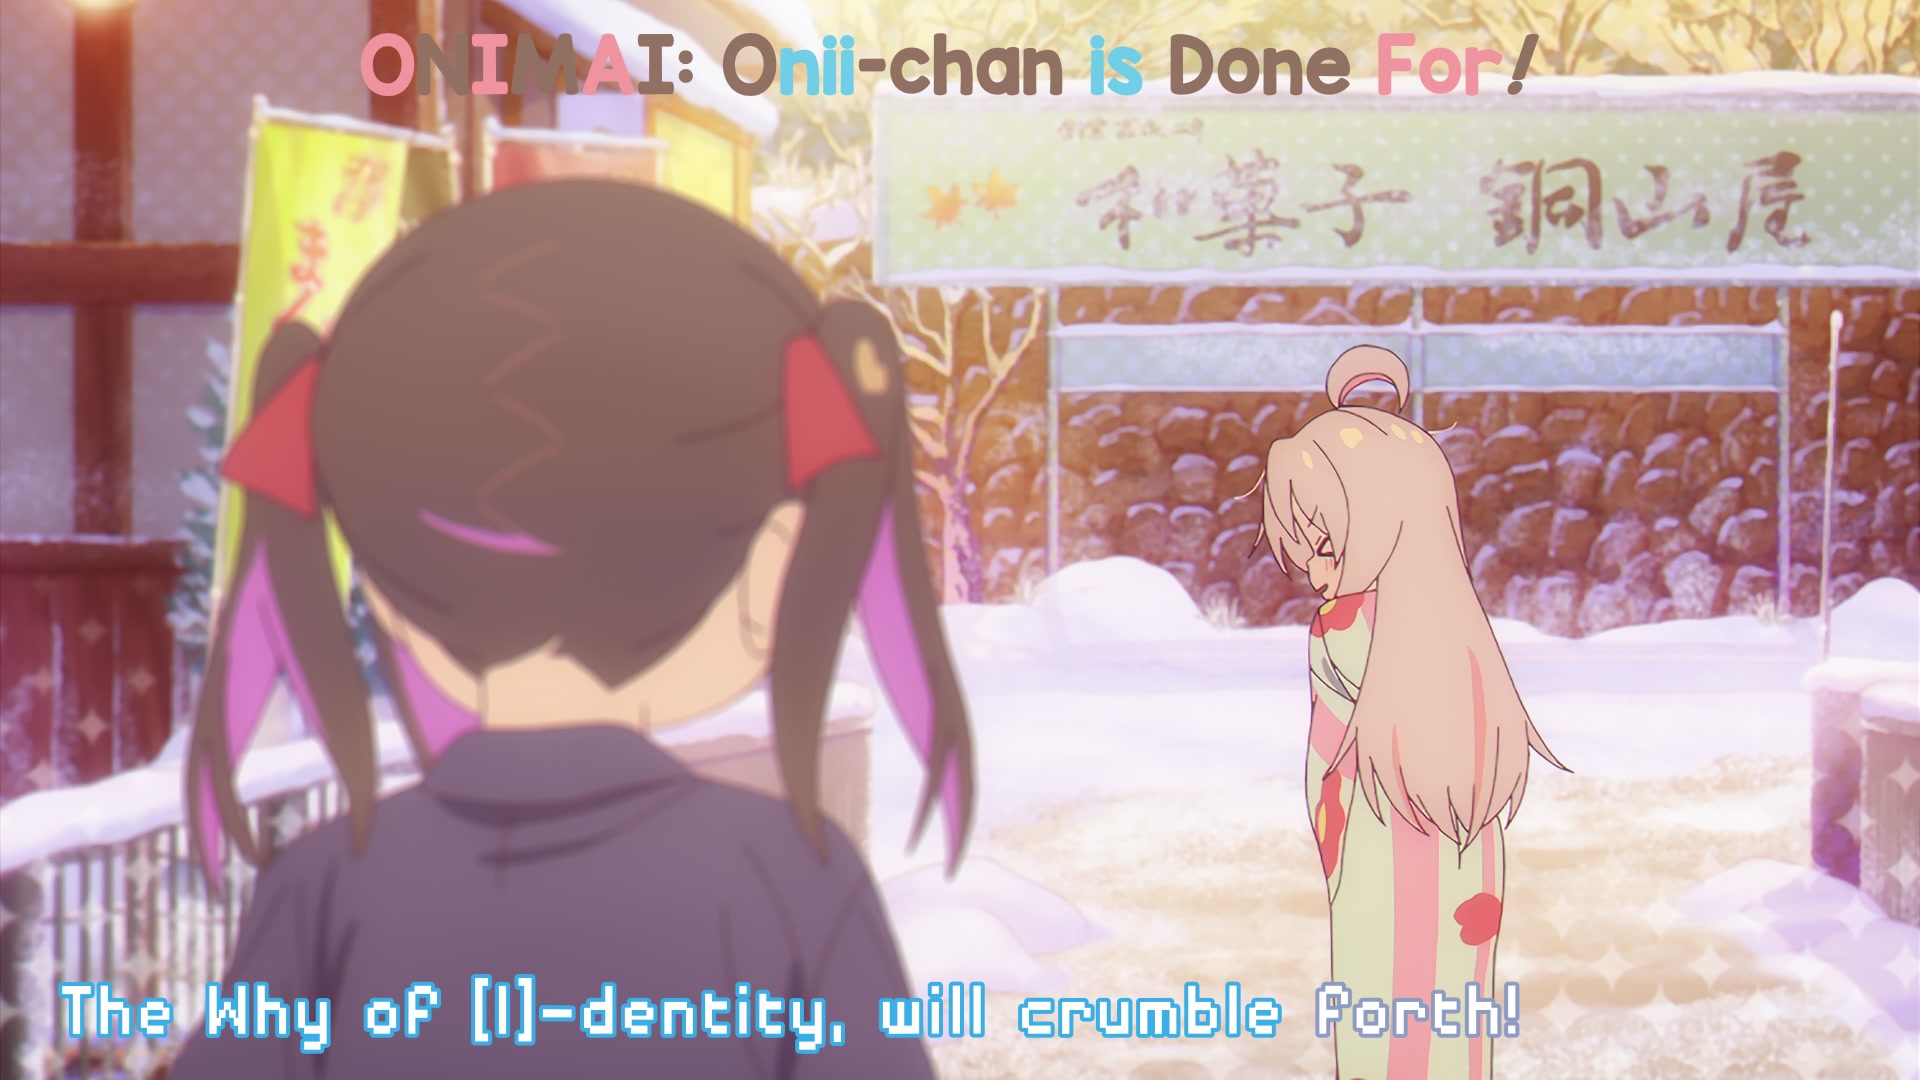 ONIMAI: Onii-chan is Done For!
和菓子 銅山屋
The Why of [I]-dentity, will crumble forth!